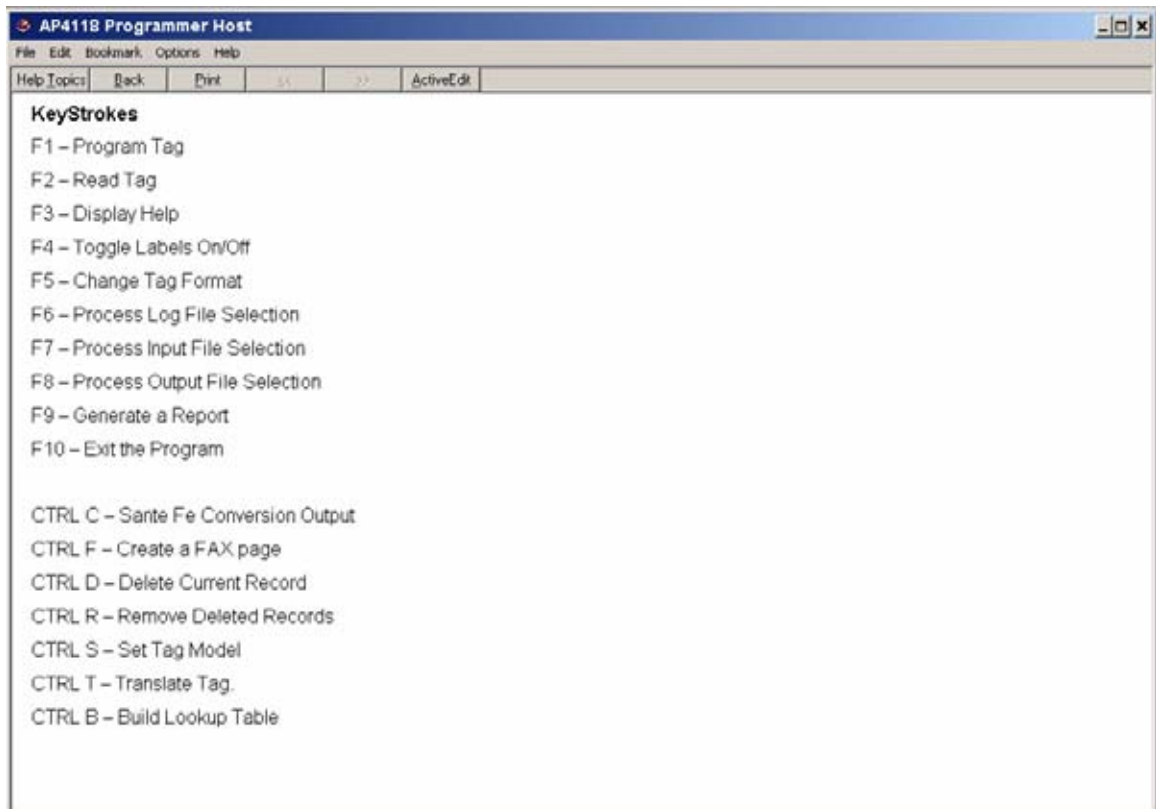 AP4118 Programmer Host
File Edit Bookmark Options Help
Help Topics Back Print << >> ActiveEdit
KeyStrokes
F1 – Program Tag
F2 – Read Tag
F3 – Display Help
F4 – Toggle Labels On/Off
F5 – Change Tag Format
F6 – Process Log File Selection
F7 – Process Input File Selection
F8 – Process Output File Selection
F9 – Generate a Report
F10 – Exit the Program
CTRL C – Sante Fe Conversion Output
CTRL F – Create a FAX page
CTRL D – Delete Current Record
CTRL R – Remove Deleted Records
CTRL S – Set Tag Model
CTRL T – Translate Tag.
CTRL B – Build Lookup Table